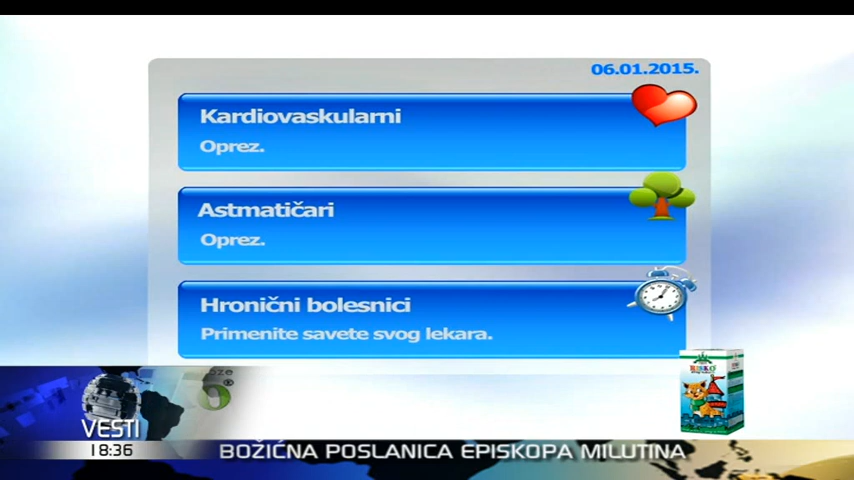 06.01.2015.
Kardiovaskularni
Oprez.
Astmatičari
Oprez.
Hronični bolesnici
Primenite savete svog lekara.
®
VESTI
18:36
BOŽIĆNA POSLANICA EPISKOPA MILUTINA